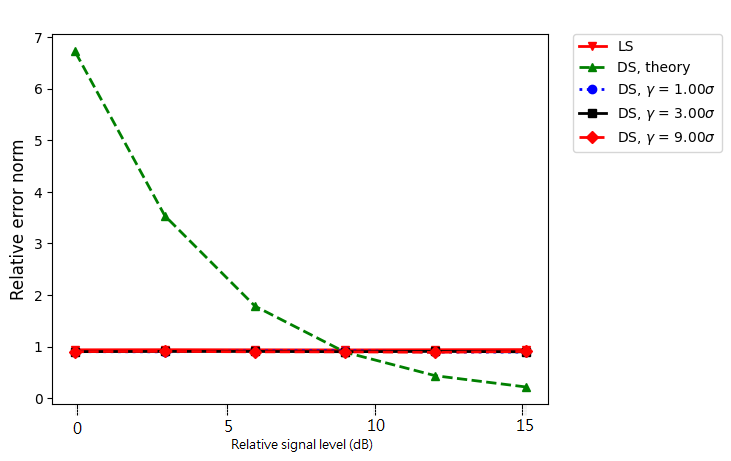 7
6
5
4
3
2
1
0
Relative error norm
0 5 10 15
Relative signal level (dB)
LS
DS, theory
DS, γ = 1.00σ
DS, γ = 3.00σ
DS, γ = 9.00σ